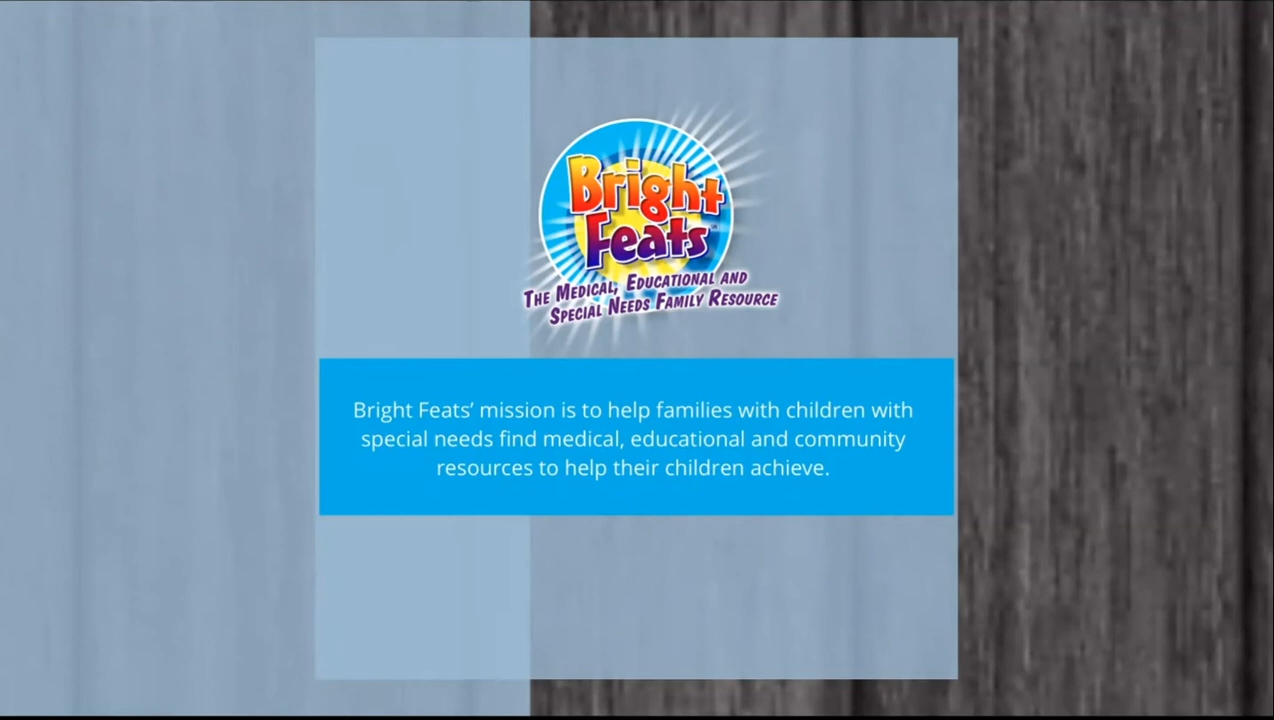 Bright
Feats
THE MEDICAL, EDUCATIONAL AND
SPECIAL NEEDS FAMILY RESOURCE
Bright Feats’ mission is to help families with children with
special needs find medical, educational and community
resources to help their children achieve.